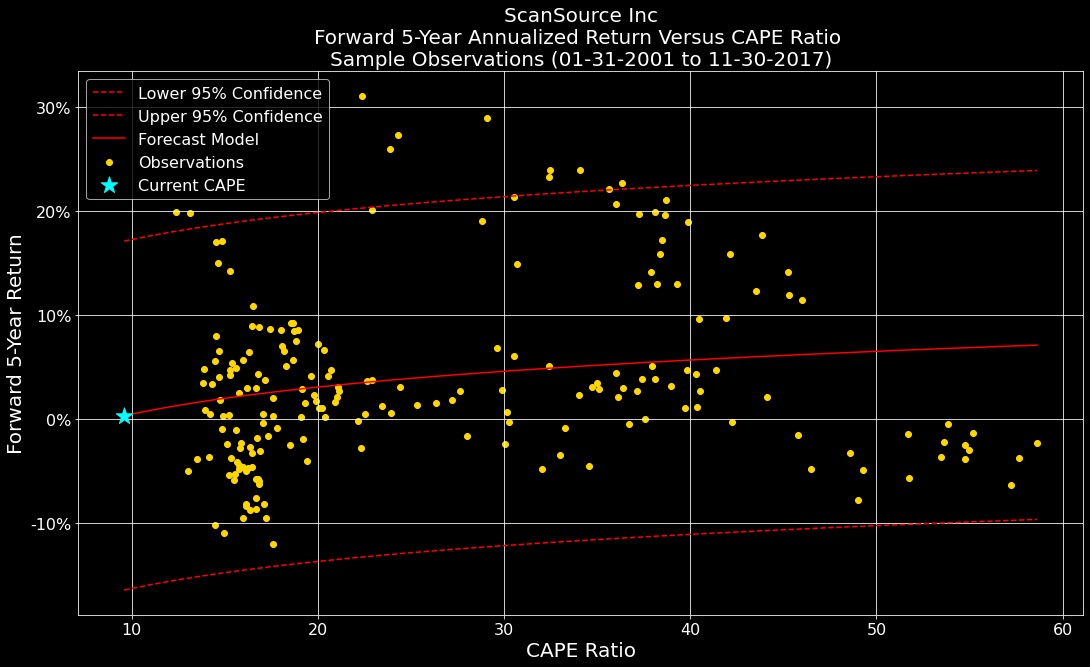 ScanSource Inc
Forward 5-Year Annualized Return Versus CAPE Ratio
Sample Observations (01-31-2001 to 11-30-2017)
Lower 95% Confidence
Upper 95% Confidence
Forecast Model
Observations
Current CAPE
Forward 5-Year Return
30%
20%
10%
0%
-10%
10 20 30 40 50 60
CAPE Ratio